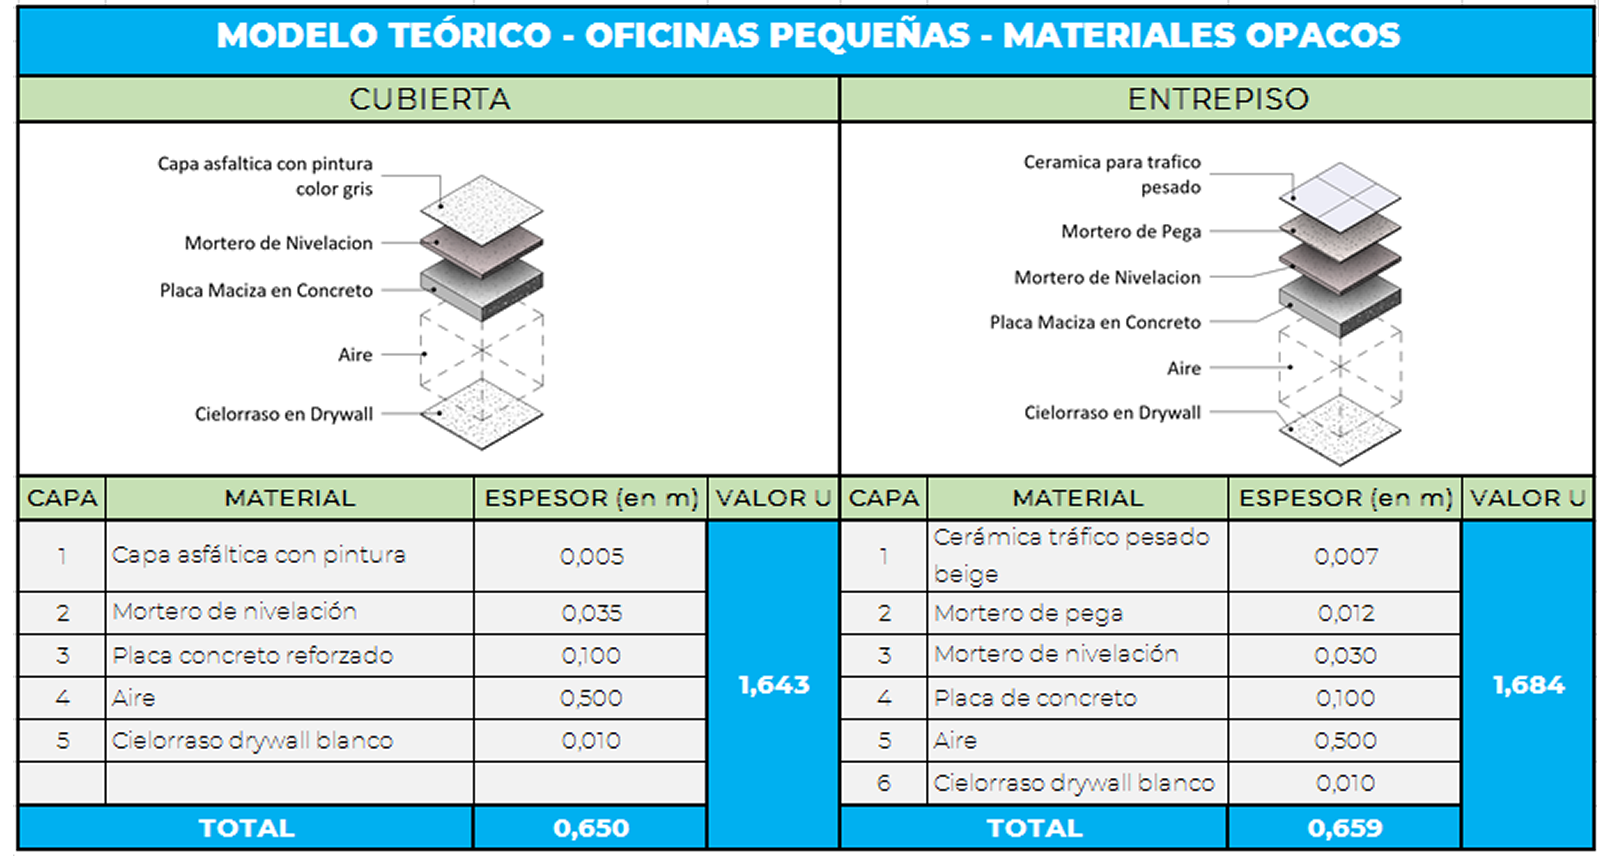 MODELO TEÓRICO - OFICINAS PEQUEÑAS - MATERIALES OPACOS
CUBIERTA
ENTREPISO
Capa asfaltica con pintura
color gris
Mortero de Nivelacion
Placa Maciza en Concreto
Aire
Cielorraso en Drywall
Ceramica para trafico
pesado
Mortero de Pega
Mortero de Nivelacion
Placa Maciza en Concreto
Aire
Cielorraso en Drywall
CAPA MATERIAL ESPESOR (en m) VALOR U
1 Capa asfáltica con pintura 0,005
2 Mortero de nivelación 0,035
3 Placa concreto reforzado 0,100
4 Aire 0,500
5 Cielorraso drywall blanco 0,010
1,643
TOTAL 0,650
CAPA MATERIAL ESPESOR (en m) VALOR U
1 Cerámica tráfico pesado
beige 0,007
2 Mortero de pega 0,012
3 Mortero de nivelación 0,030
4 Placa de concreto 0,100
5 Aire 0,500
6 Cielorraso drywall blanco 0,010
1,684
TOTAL 0,659